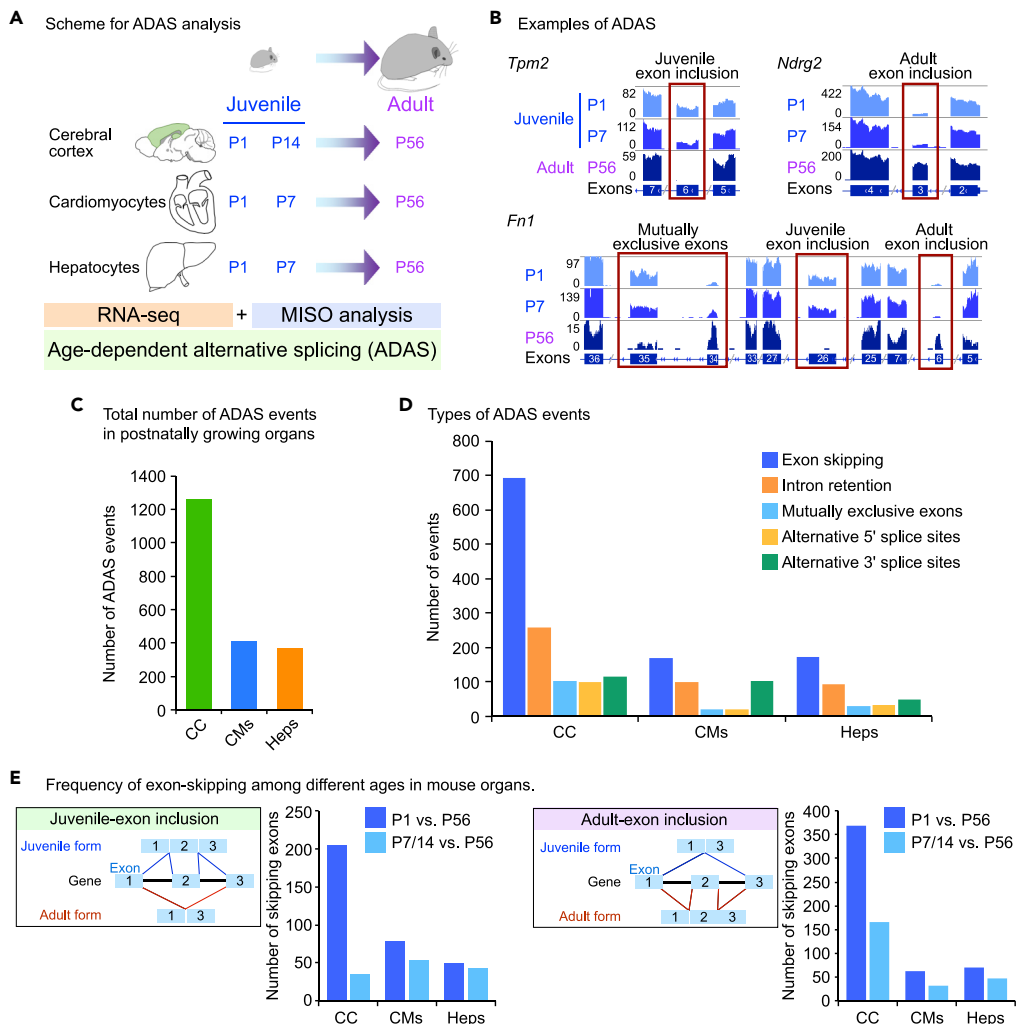 A Scheme for ADAS analysis
Juvenile Adult
Cerebral cortex P1 P14 P56
Cardiomyocytes P1 P7 P56
Hepatocytes P1 P7 P56
RNA-seq + MISO analysis
Age-dependent alternative splicing (ADAS)
B Examples of ADAS
Tpm2
Juvenile
exon inclusion
Juvenile
Adult
P1 82 0
P7 112 0
P56 59 0
Exons 7 6 5
Ndrg2
Adult
exon inclusion
P1 422 0
P7 154 0
P56 200 0
Exons 4 3 2
Fn1
Mutually
exclusive exons
Juvenile
exon inclusion
Adult
exon inclusion
P1 97 0
P7 139 0
P56 15 0
Exons 36 35 34 33 27 26 25 7 6 5
C Total number of ADAS events
in postnatally growing organs
Number of ADAS events
1400
1200
1000
800
600
400
200
0
CC CMs Heps
D Types of ADAS events
Number of events
800
700
600
500
400
300
200
100
0
CC CMs Heps
Exon skipping
Intron retention
Mutually exclusive exons
Alternative 5' splice sites
Alternative 3' splice sites
E Frequency of exon-skipping among different ages in mouse organs.
Juvenile-exon inclusion
Juvenile form 1 2 3
Exon
Gene 1 2 3
Adult form 1 3
Number of skipping exons
250
200
150
100
50
0
CC CMs Heps
P1 vs. P56
P7/14 vs. P56
Adult-exon inclusion
Juvenile form 1 3
Exon
Gene 1 2 3
Adult form 1 2 3
Number of skipping exons
400
350
300
250
200
150
100
50
0
CC CMs Heps
P1 vs. P56
P7/14 vs. P56